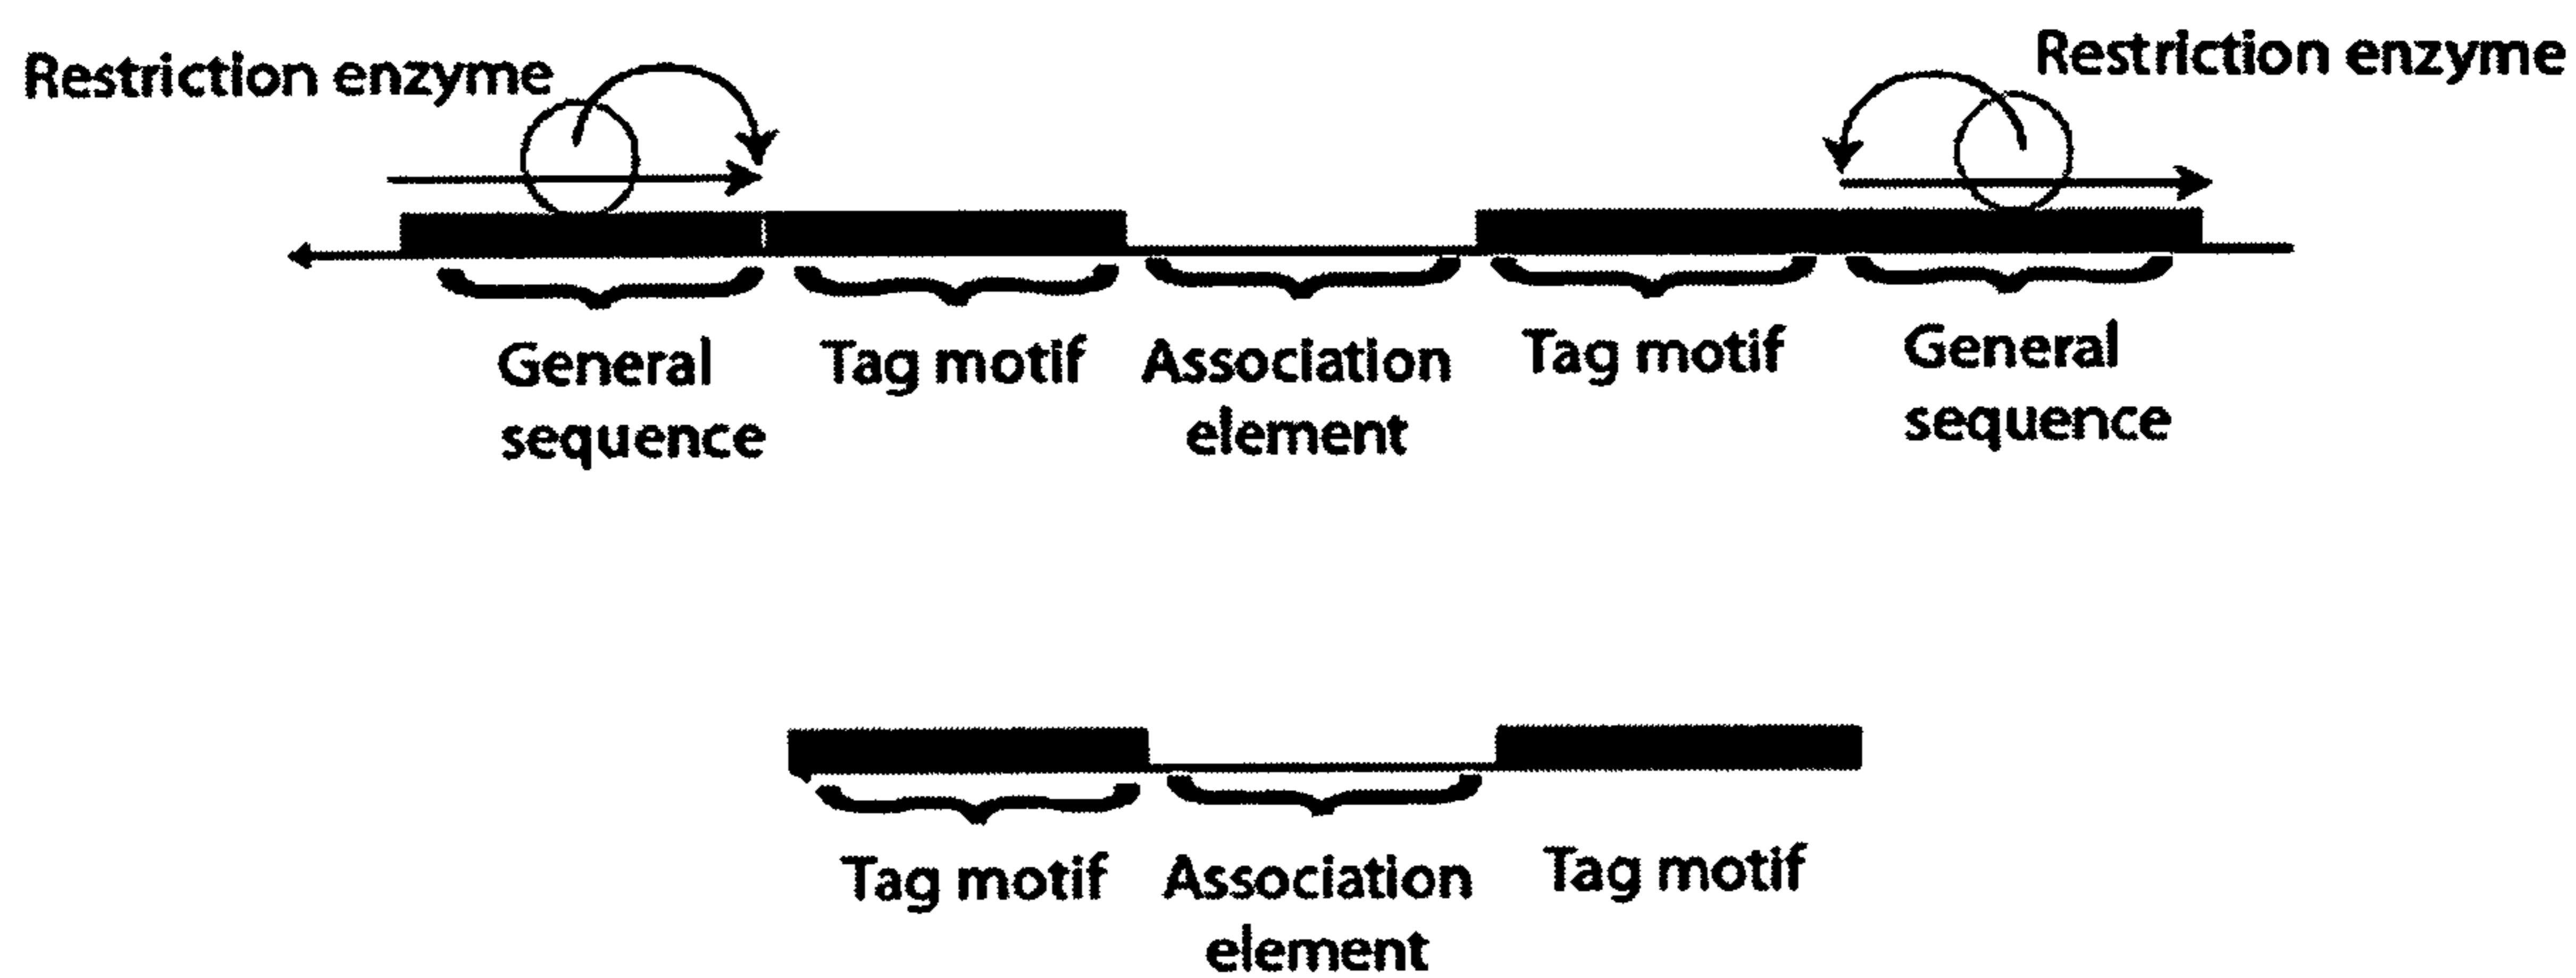 Restriction enzyme
Restriction enzyme
General
sequence
Tag motif
Association
element
Tag motif
General
sequence
Tag motif
Association
element
Tag motif